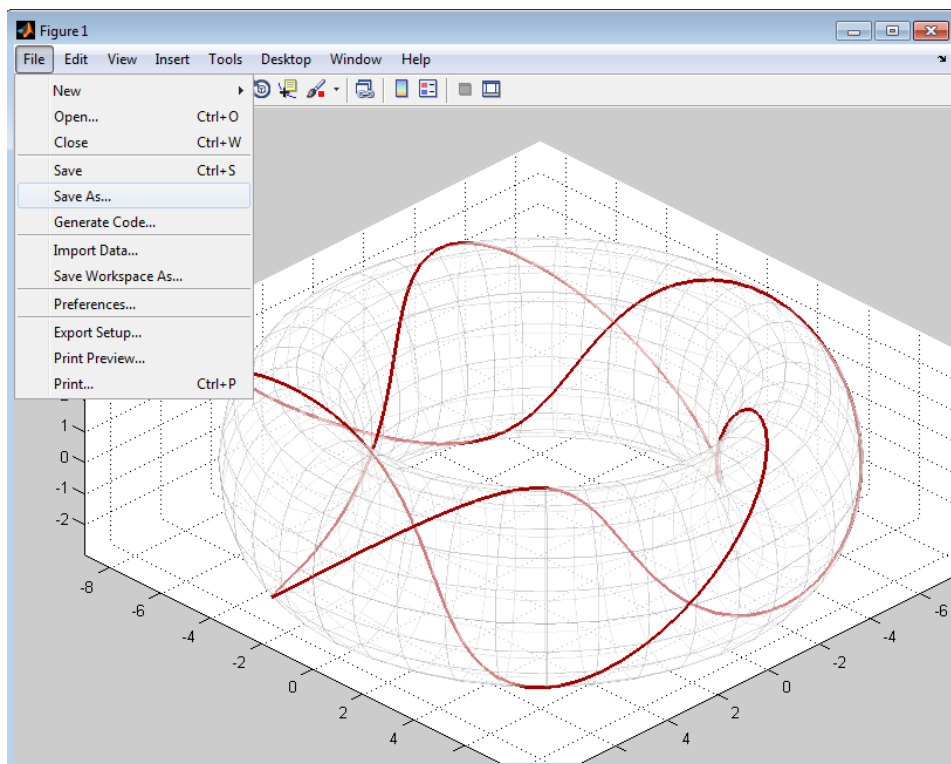 Figure 1
File Edit View Insert Tools Desktop Window Help
New
Open... Ctrl+O
Close Ctrl+W
Save Ctrl+S
Save As...
Generate Code...
Import Data...
Save Workspace As...
Preferences...
Export Setup...
Print Preview...
Print... Ctrl+P
1
0
-1
-2
-8
-6
-4
-2
0
2
4
4
2
0
-2
-4
-6